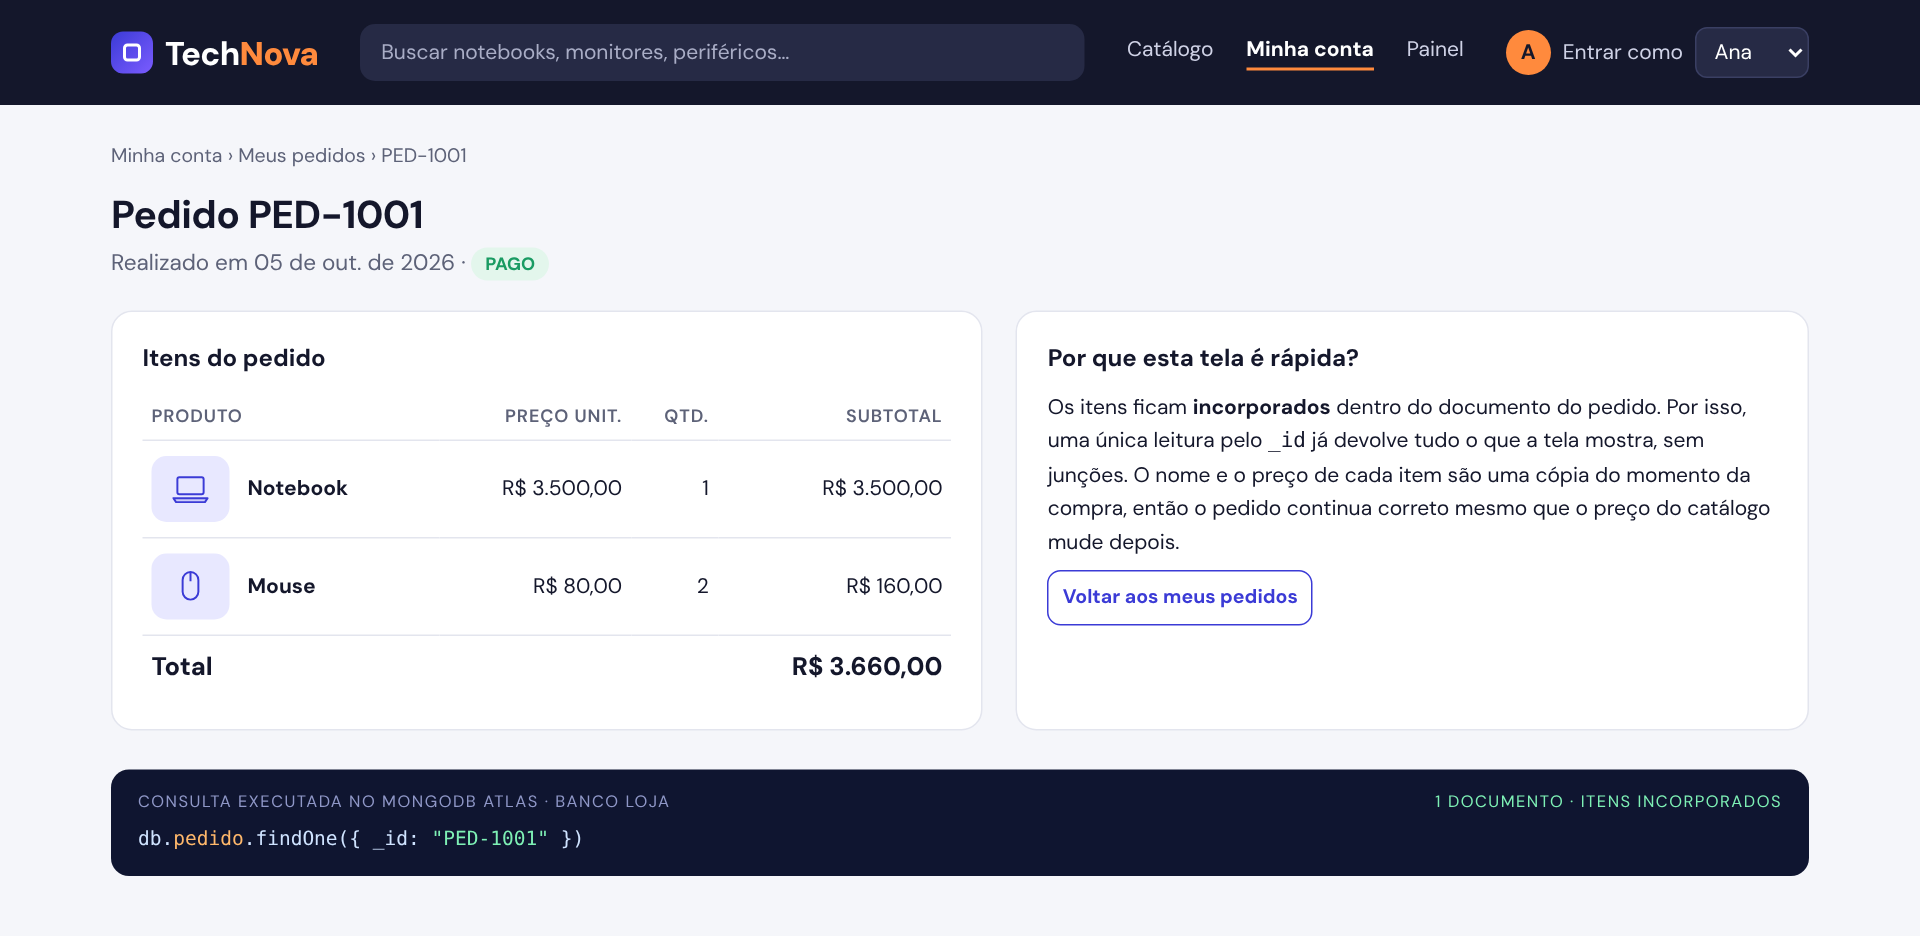 TechNova
Buscar notebooks, monitores, periféricos...
Catálogo
Minha conta
Painel
A
Entrar como
Ana
Minha conta › Meus pedidos › PED-1001
Pedido PED-1001
Realizado em 05 de out. de 2026 · PAGO
Itens do pedido
PRODUTO PREÇO UNIT. QTD. SUBTOTAL
Notebook R$ 3.500,00 1 R$ 3.500,00
Mouse R$ 80,00 2 R$ 160,00
Total R$ 3.660,00
Por que esta tela é rápida?
Os itens ficam incorporados dentro do documento do pedido. Por isso,
uma única leitura pelo _id já devolve tudo o que a tela mostra, sem
junções. O nome e o preço de cada item são uma cópia do momento da
compra, então o pedido continua correto mesmo que o preço do catálogo
mude depois.
Voltar aos meus pedidos
CONSULTA EXECUTADA NO MONGODB ATLAS · BANCO LOJA
1 DOCUMENTO · ITENS INCORPORADOS
db.pedido.findOne({ _id: "PED-1001" })